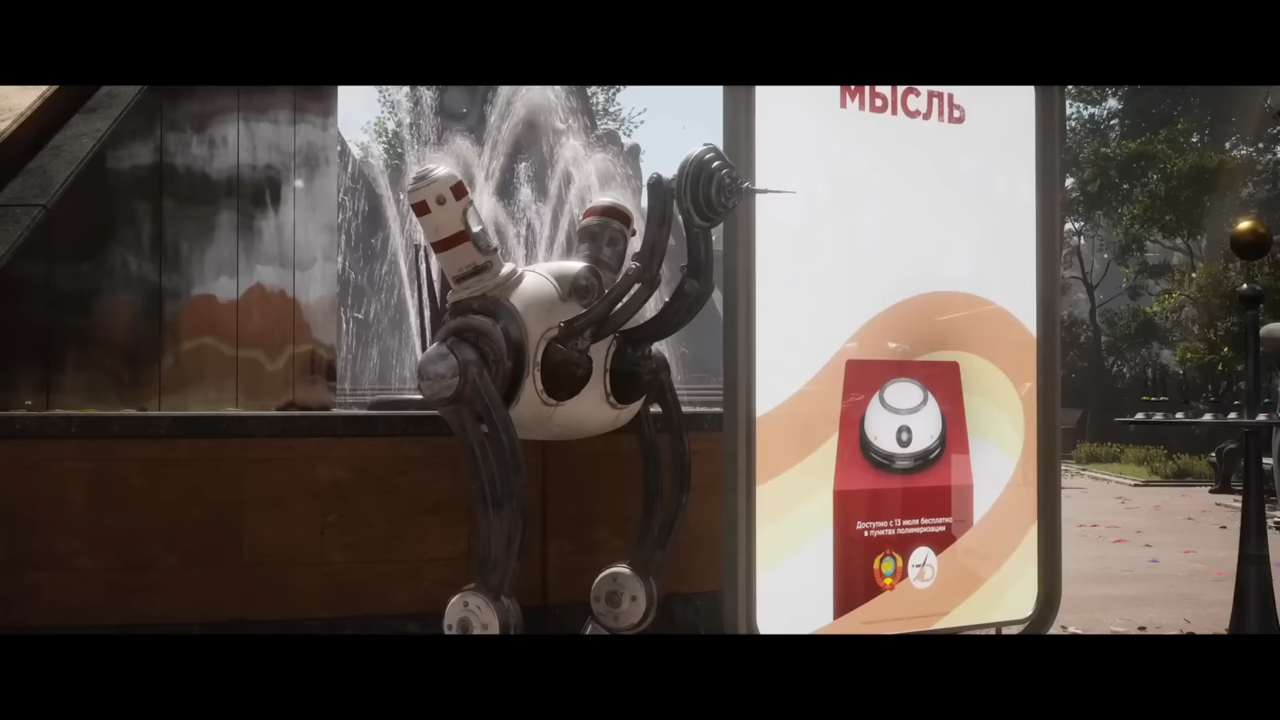 МЫСЛЬ
Доступно с 13 июля бесплатно
в пунктах полимеризации